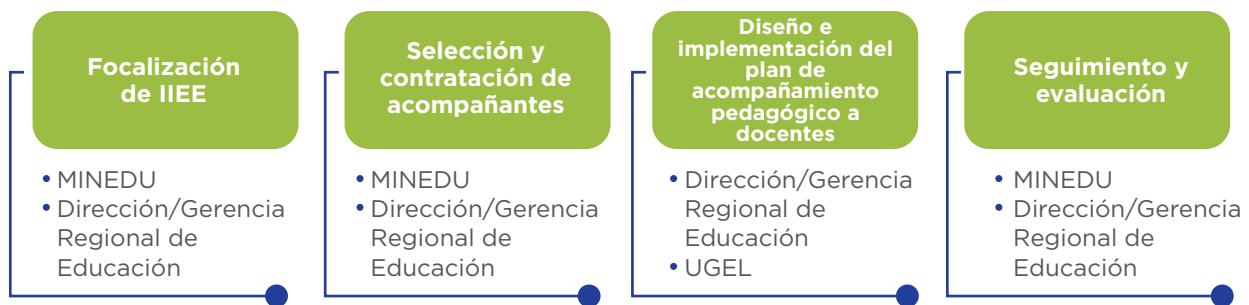 Focalización
de IIEE
• MINEDU
• Dirección/Gerencia
Regional de
Educación
Selección y
contratación de
acompañantes
• MINEDU
• Dirección/Gerencia
Regional de
Educación
Diseño e
implementación del
plan de
acompañamiento
pedagógico a
docentes
• Dirección/Gerencia
Regional de
Educación
• UGEL
Seguimiento y
evaluación
• MINEDU
• Dirección/Gerencia
Regional de
Educación